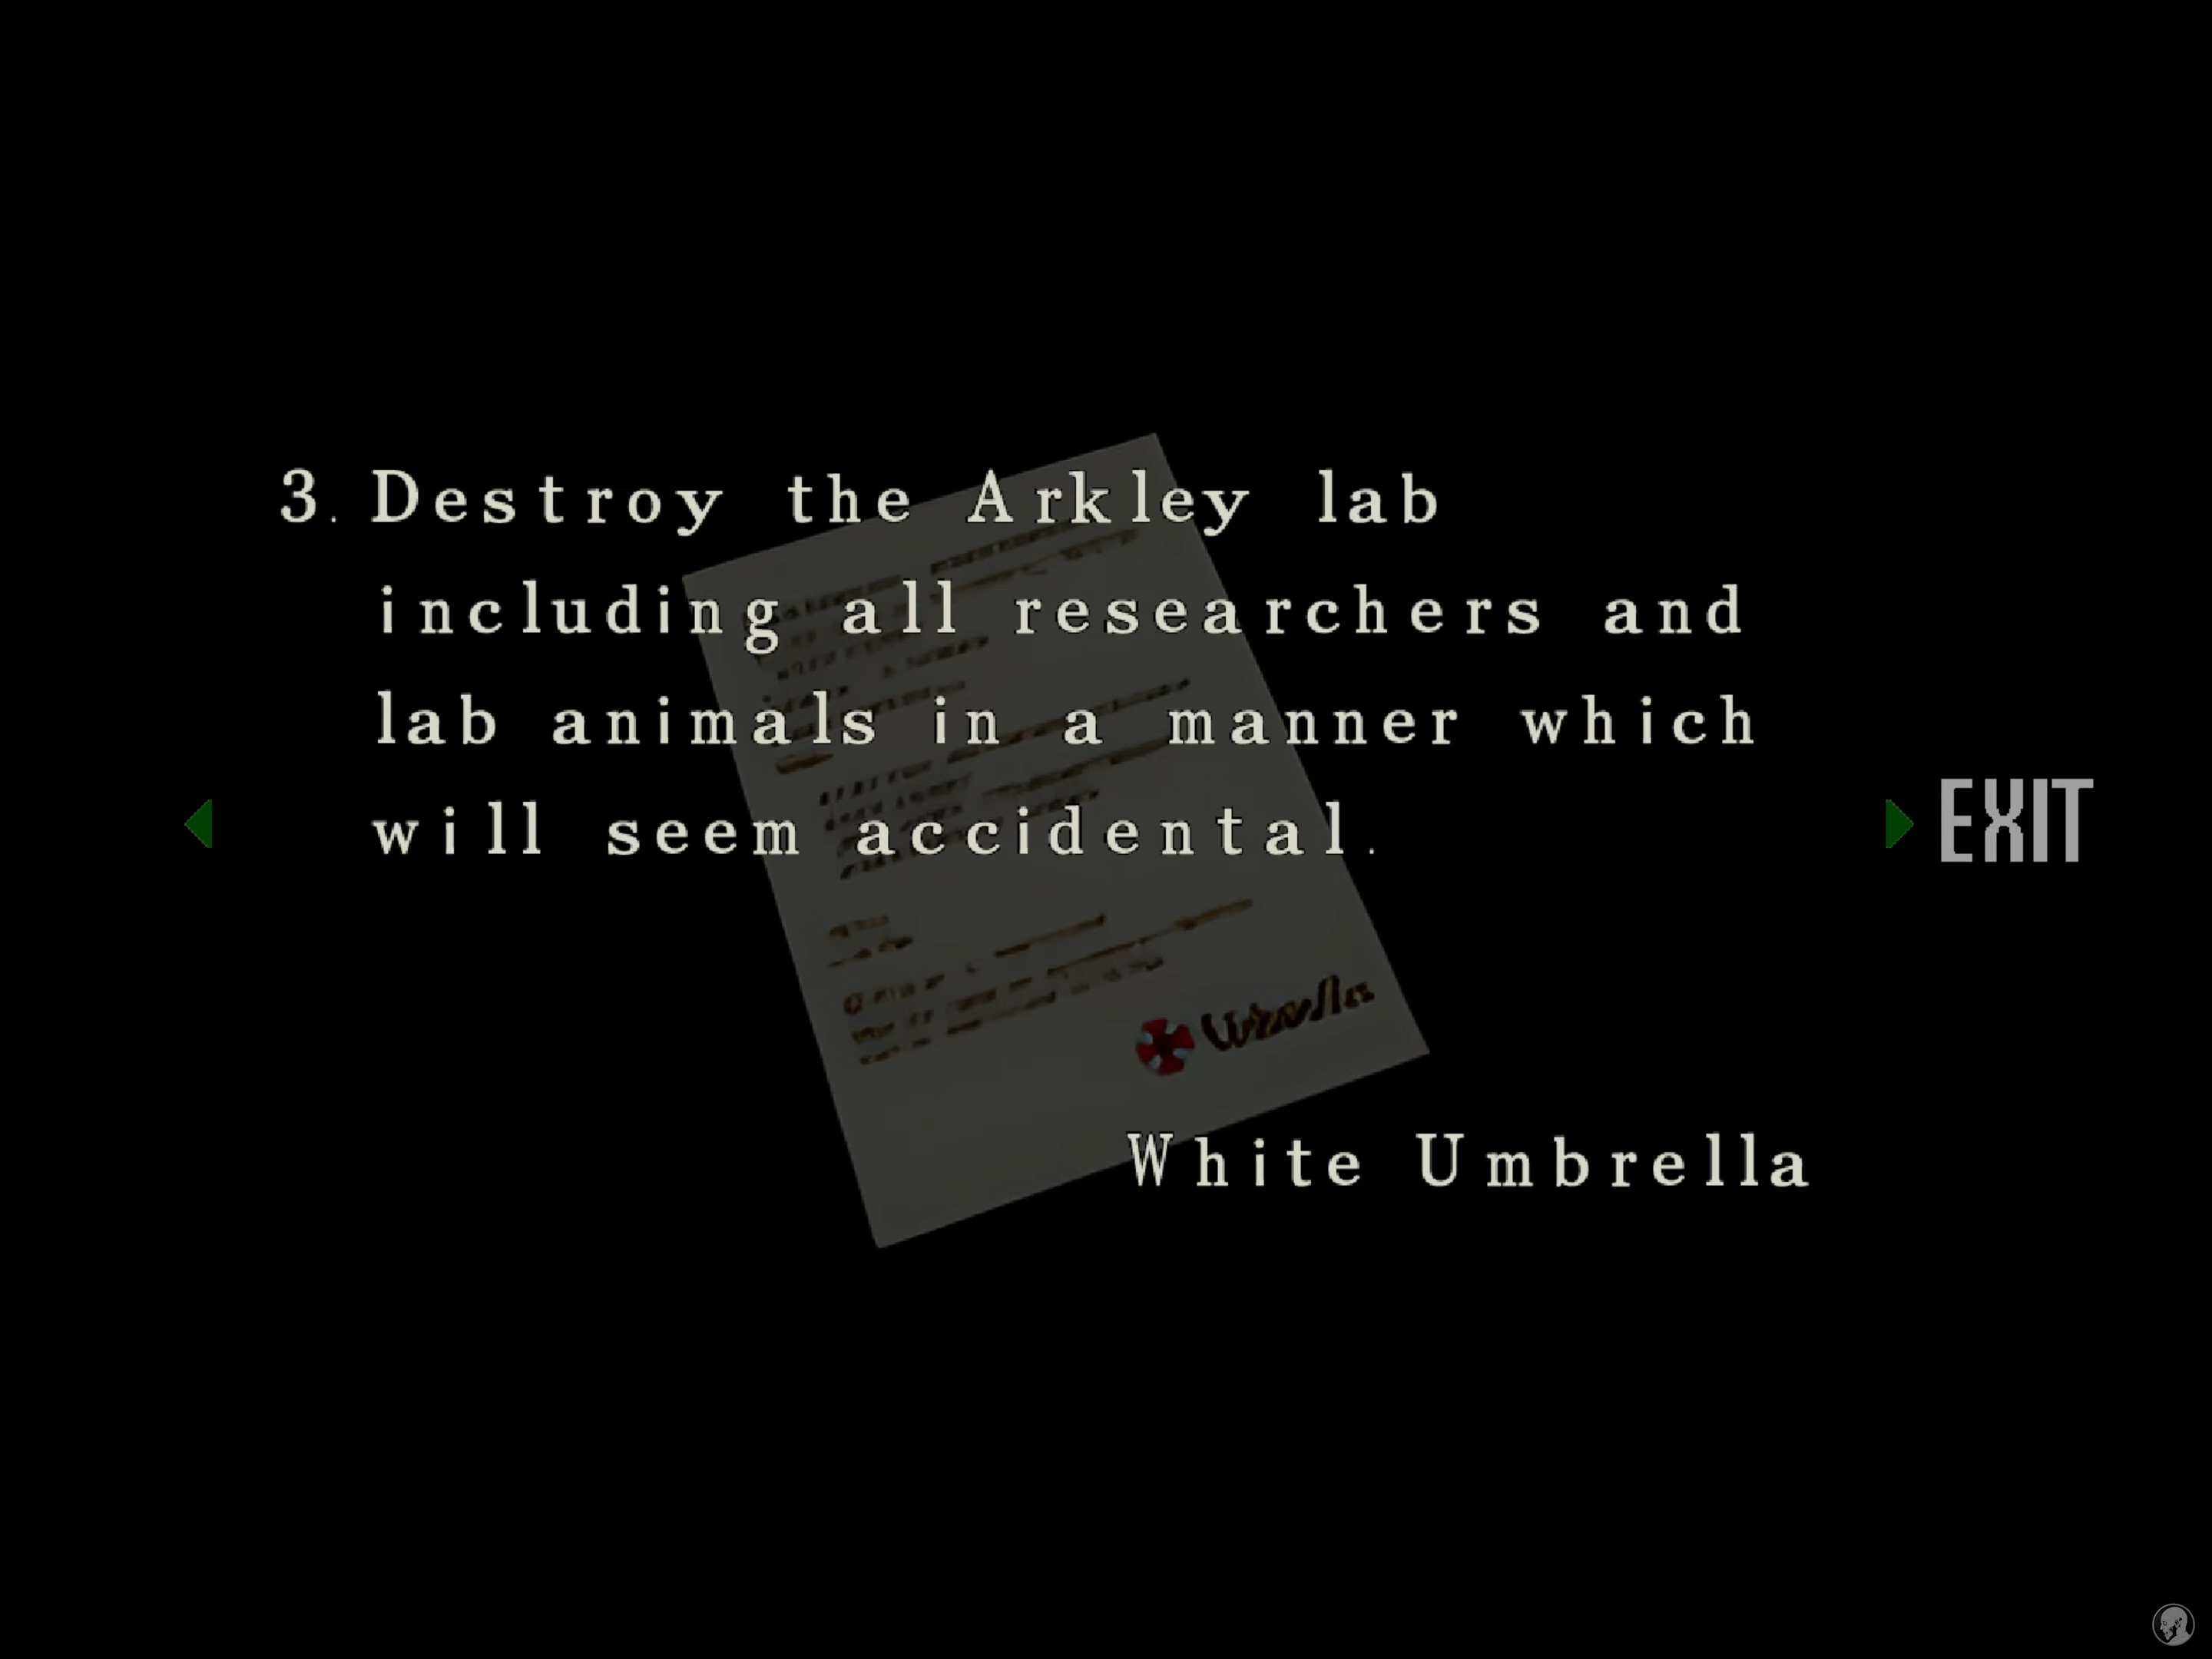 3. Destroy the Arkley lab
including all researchers and
lab animals in a manner which
will seem accidental.
EXIT
Umbrella
White Umbrella